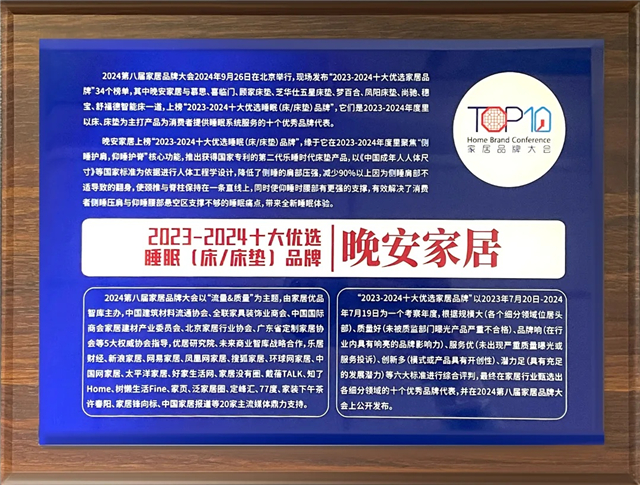 2024第八届家居品牌大会2024年9月26日在北京举行，现场发布“2023-2024十大优选家居品
牌”34个榜单，其中晚安家居与慕思、喜临门、顾家床垫、芝华仕五星床垫、梦百合、凤阳床垫、尚驰、穗
宝、舒福德智能床一道，上榜“2023-2024十大优选睡眠(床/床垫)品牌”，它们是2023-2024年度里
以床、床垫为主打产品为消费者提供睡眠系统服务的十个优秀品牌代表。
晚安家居上榜“2023-2024十大优选睡眠(床/床垫)品牌”，缘于它在2023-2024年度里聚焦“侧
睡护肩，仰睡护脊”核心功能，推出获得国家专利的第二代乐睡时代床垫产品，以《中国成年人人体尺
寸》等国家标准为依据进行人体工程学设计，降低了侧睡的肩部压强，减少90%以上因为侧睡肩部不
适导致的翻身，使颈椎与脊柱保持在一条直线上，同时使仰睡时腰部有更强的支撑，有效解决了消费
者侧睡压肩与仰睡腰部悬空区支撑不够的睡眠痛点，带来全新睡眠体验。
TOP10
Home Brand Conference
家居品牌大会
2023-2024十大优选
睡眠(床/床垫)品牌
晚安家居
2024第八届家居品牌大会以“流量&质量”为主题，由家居优品
智库主办，中国建筑材料流通协会、全联家具装饰业商会、中国国际
商会家居建材产业委员会、北京家居行业协会、广东省定制家居协
会等5大权威协会指导，优居研究院、未来商业智库战略合作，乐居
财经、新浪家居、网易家居、凤凰网家居、搜狐家居、环球网家居、中
国网家居、太平洋家居、好家生活网、家居没有圈、戴蓓TALK、知了
Home、树懒生活Fine、家页、泛家居圈、定峰汇、77度、家装下午茶
许春阳、家居锋向标、中国家居报道等20家主流媒体鼎力支持。
“2023-2024十大优选家居品牌”以2023年7月20日-2024
年7月19日为一个考察年度，根据规模大(各个细分领域位居头
部)、质量好(未被质监部门曝光产品严重不合格)、品牌响(在行
业内具有响亮的品牌影响力)、服务优(未出现严重质量曝光或
服务投诉)、创新多(模式或产品具有开创性)、潜力足(具有充足
的发展潜力)等六大标准进行综合评判，最终在家居行业甄选出
各细分领域的十个优秀品牌代表，并在2024第八届家居品牌大
会上公开发布。